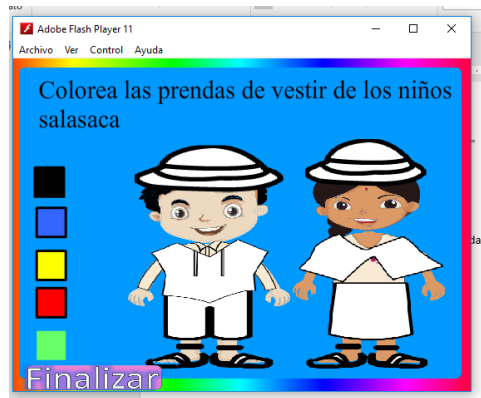 Adobe Flash Player 11
Archivo Ver Control Ayuda
Colorea las prendas de vestir de los niños
salasaca
Finalizar